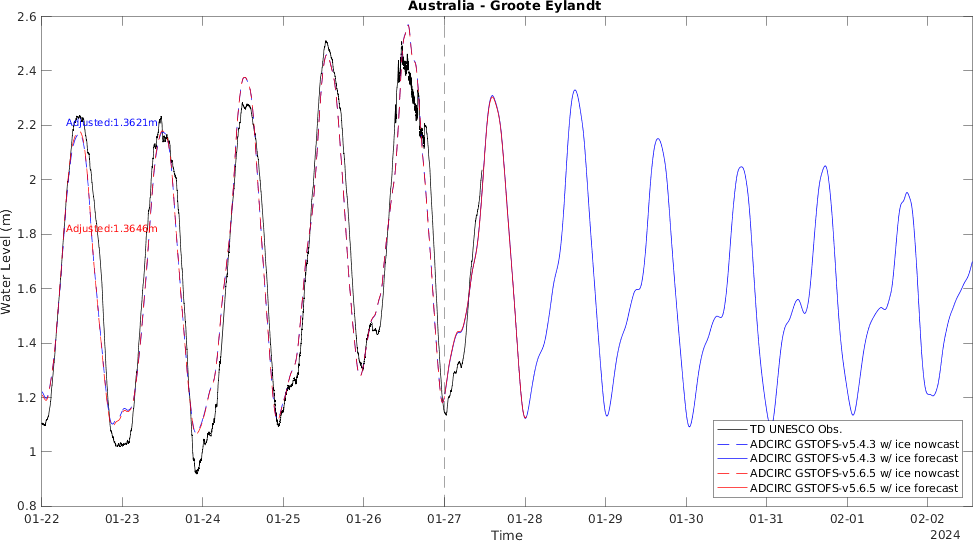 Australia - Groote Eylandt
2.6
2.4
2.2
2
1.8
1.6
1.4
1.2
1
0.8
Water Level (m)
Adjusted:1.3621m
Adjusted:1.3646m
TD UNESCO Obs.
ADCIRC GSTOFS-v5.4.3 w/ ice nowcast
ADCIRC GSTOFS-v5.4.3 w/ ice forecast
ADCIRC GSTOFS-v5.6.5 w/ ice nowcast
ADCIRC GSTOFS-v5.6.5 w/ ice forecast
01-22 01-23 01-24 01-25 01-26 01-27 01-28 01-29 01-30 01-31 02-01 02-02
Time
2024